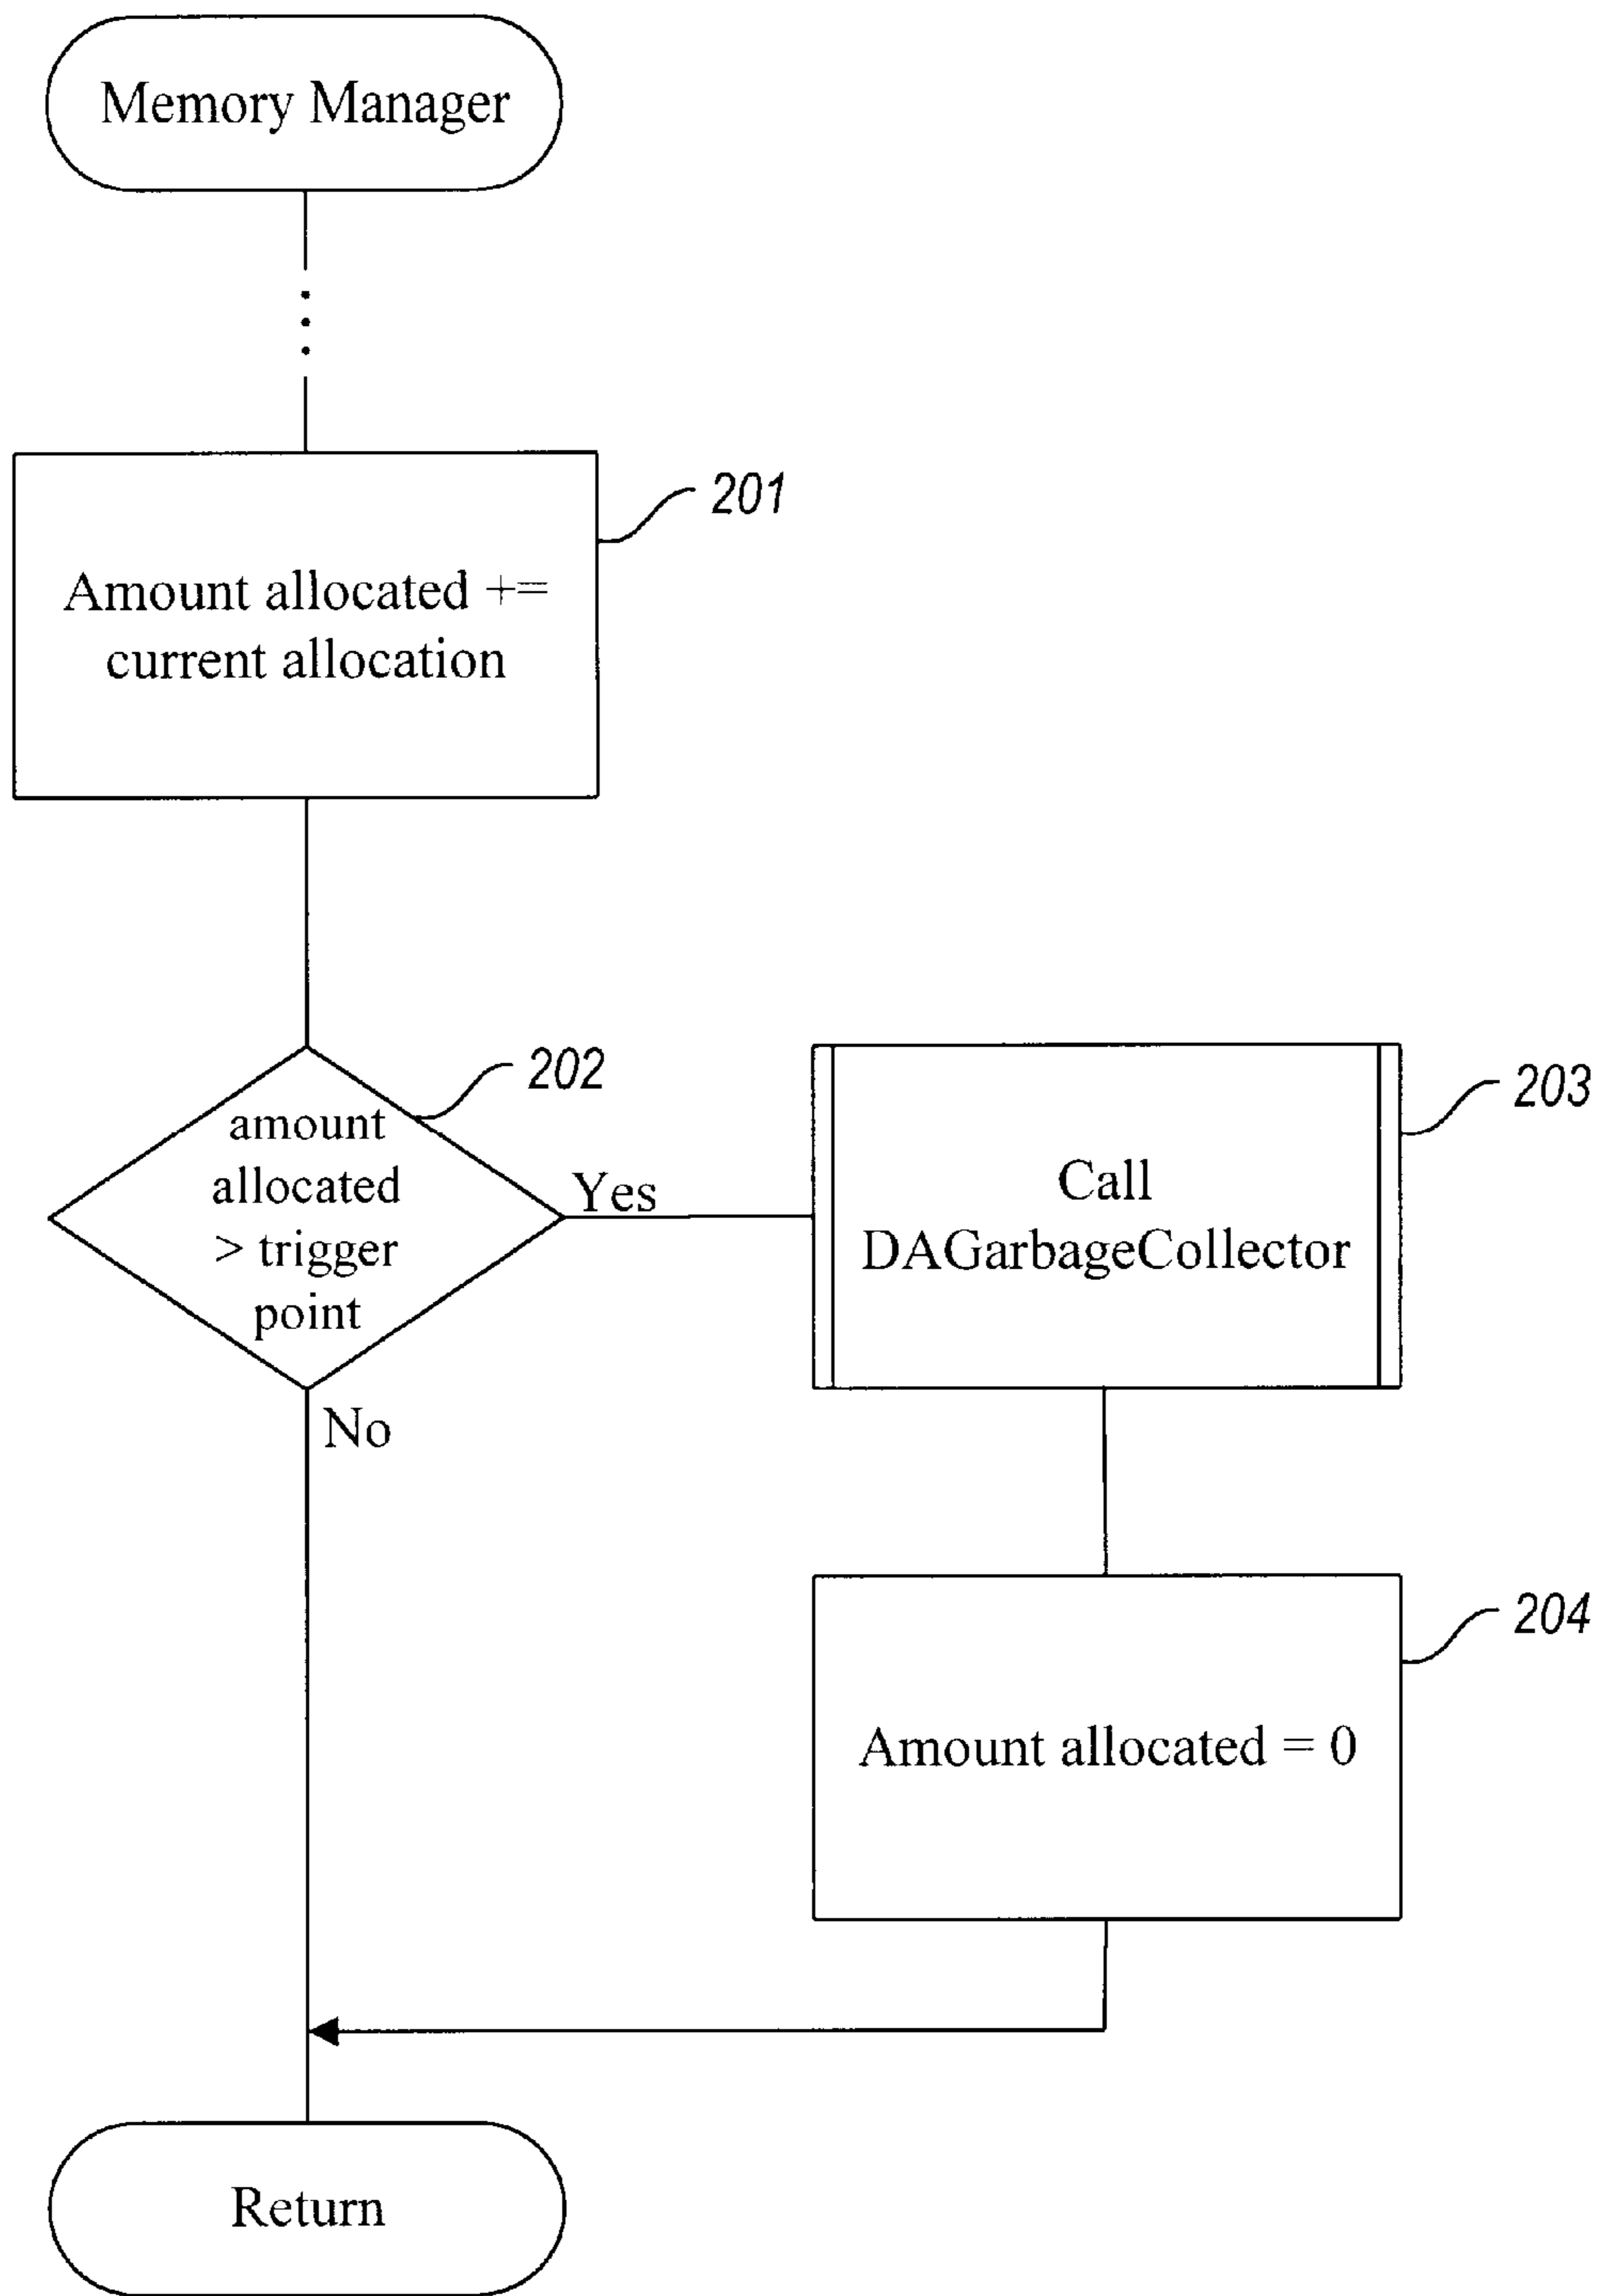 Memory Manager
201
Amount allocated +=
current allocation
202
amount
allocated
> trigger
point
Yes
203
Call
DAGarbageCollector
No
204
Amount allocated = 0
Return